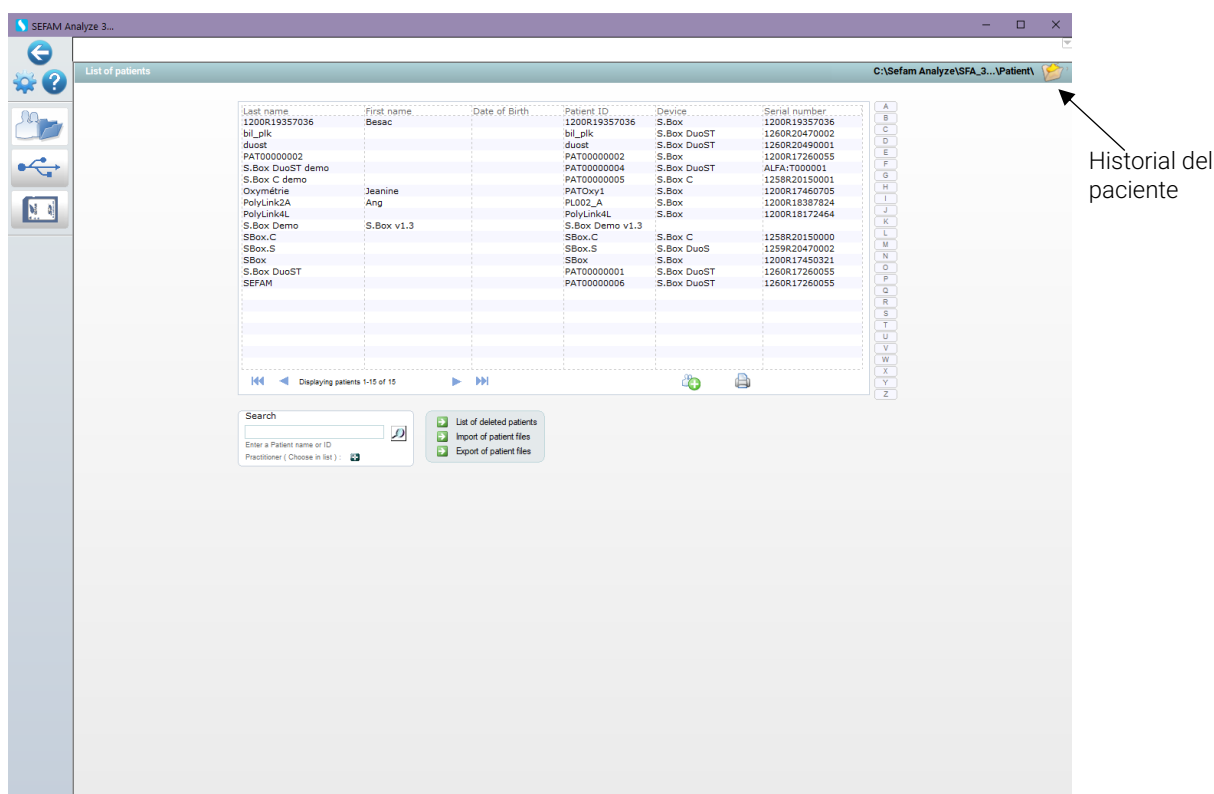 SEFAM Analyze 3...
List of patients C:\Sefam Analyze\SFA_3...\Patient\
Last name First name Date of Birth Patient ID Device Serial number
1200R19357036 Besac 1200R19357036 S.Box 1200R19357036
bil_plk bil_plk S.Box DuoST 1260R20470002
duost duost S.Box DuoST 1260R20490001
PAT00000002 PAT00000002 S.Box 1200R17260055
S.Box DuoST demo PAT00000004 S.Box DuoST ALFA:T000001
S.Box C demo PAT00000005 S.Box C 1258R20150001
Oxymétrie Jeanine PATOxy1 S.Box 1200R17460705
PolyLink2A Ang PL002_A S.Box 1200R18387824
PolyLink4L PolyLink4L S.Box 1200R18172464
S.Box Demo S.Box v1.3 S.Box Demo v1.3
SBox.C SBox.C S.Box C 1258R20150000
SBox.S SBox.S S.Box DuoS 1259R20470002
SBox SBox S.Box 1200R17450321
S.Box DuoST PAT00000001 S.Box DuoST 1260R17260055
SEFAM PAT00000006 S.Box DuoST 1260R17260055
Displaying patients 1-15 of 15
A
B
C
D
E
F
G
H
I
J
K
L
M
N
O
P
Q
R
S
T
U
V
W
X
Y
Z
Historial del
paciente
Search
Enter a Patient name or ID
Practitioner ( Choose in list ) :
List of deleted patients
Import of patient files
Export of patient files